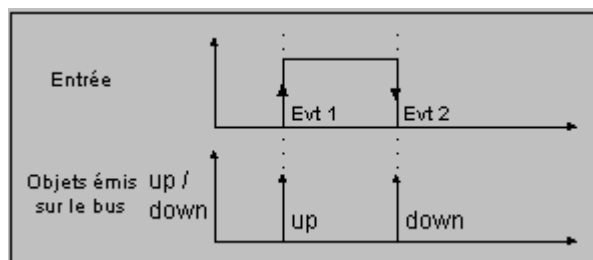 Entrée
Evt 1
Evt 2
Objets émis up /
sur le bus down
up
down